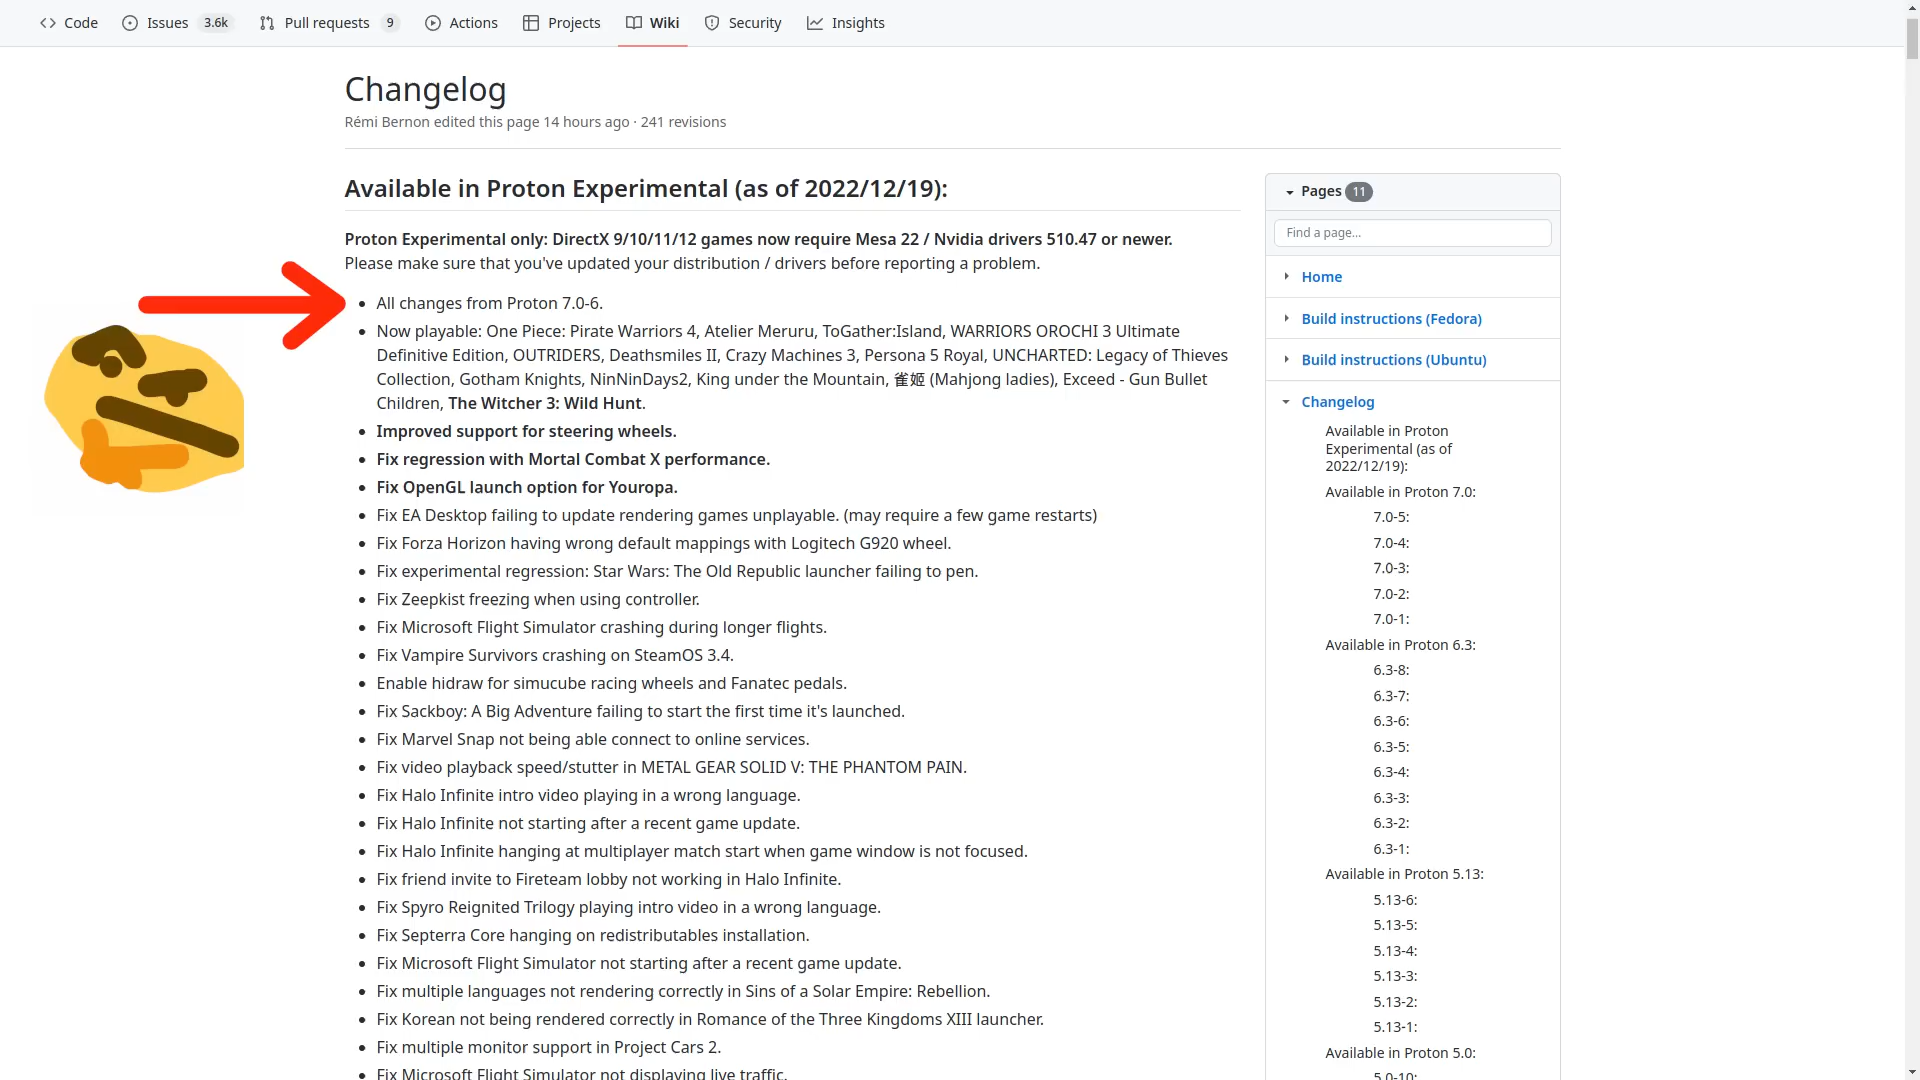 Code Issues 3.6k Pull requests 9 Actions Projects Wiki Security Insights
Changelog
Rémi Bernon edited this page 14 hours ago · 241 revisions
Available in Proton Experimental (as of 2022/12/19):
Proton Experimental only: DirectX 9/10/11/12 games now require Mesa 22 / Nvidia drivers 510.47 or newer.
Please make sure that you've updated your distribution / drivers before reporting a problem.
• All changes from Proton 7.0-6.
• Now playable: One Piece: Pirate Warriors 4, Atelier Meruru, ToGather:Island, WARRIORS OROCHI 3 Ultimate
Definitive Edition, OUTRIDERS, Deathsmiles II, Crazy Machines 3, Persona 5 Royal, UNCHARTED: Legacy of Thieves
Collection, Gotham Knights, NinNinDays2, King under the Mountain, 雀姬 (Mahjong ladies), Exceed - Gun Bullet
Children, The Witcher 3: Wild Hunt.
• Improved support for steering wheels.
• Fix regression with Mortal Combat X performance.
• Fix OpenGL launch option for Youropa.
• Fix EA Desktop failing to update rendering games unplayable. (may require a few game restarts)
• Fix Forza Horizon having wrong default mappings with Logitech G920 wheel.
• Fix experimental regression: Star Wars: The Old Republic launcher failing to pen.
• Fix Zeepkist freezing when using controller.
• Fix Microsoft Flight Simulator crashing during longer flights.
• Fix Vampire Survivors crashing on SteamOS 3.4.
• Enable hidraw for simucube racing wheels and Fanatec pedals.
• Fix Sackboy: A Big Adventure failing to start the first time it's launched.
• Fix Marvel Snap not being able connect to online services.
• Fix video playback speed/stutter in METAL GEAR SOLID V: THE PHANTOM PAIN.
• Fix Halo Infinite intro video playing in a wrong language.
• Fix Halo Infinite not starting after a recent game update.
• Fix Halo Infinite hanging at multiplayer match start when game window is not focused.
• Fix friend invite to Fireteam lobby not working in Halo Infinite.
• Fix Spyro Reignited Trilogy playing intro video in a wrong language.
• Fix Septerra Core hanging on redistributables installation.
• Fix Microsoft Flight Simulator not starting after a recent game update.
• Fix multiple languages not rendering correctly in Sins of a Solar Empire: Rebellion.
• Fix Korean not being rendered correctly in Romance of the Three Kingdoms XIII launcher.
• Fix multiple monitor support in Project Cars 2.
• Fix Microsoft Flight Simulator not displaying live traffic.
Pages 11
Find a page...
Home
Build instructions (Fedora)
Build instructions (Ubuntu)
Changelog
Available in Proton
Experimental (as of
2022/12/19):
Available in Proton 7.0:
7.0-5:
7.0-4:
7.0-3:
7.0-2:
7.0-1:
Available in Proton 6.3:
6.3-8:
6.3-7:
6.3-6:
6.3-5:
6.3-4:
6.3-3:
6.3-2:
6.3-1:
Available in Proton 5.13:
5.13-6:
5.13-5:
5.13-4:
5.13-3:
5.13-2:
5.13-1:
Available in Proton 5.0:
5.0-10: